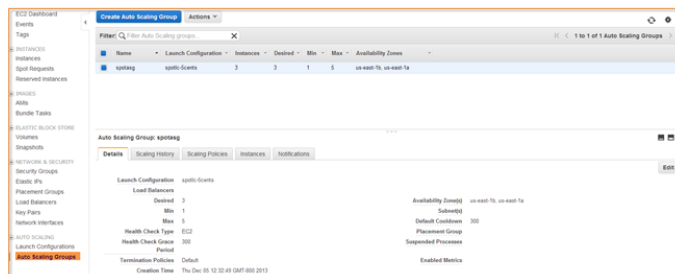 EC2 Dashboard
Events
Tags
INSTANCES
Instances
Spot Requests
Reserved Instances
IMAGES
AMIs
Bundle Tasks
ELASTIC BLOCK STORE
Volumes
Snapshots
NETWORK & SECURITY
Security Groups
Elastic IPs
Placement Groups
Load Balancers
Key Pairs
Network Interfaces
AUTO SCALING
Launch Configurations
Auto Scaling Groups
Create Auto Scaling Group Actions
Filter: Filter Auto Scaling groups... X 1 to 1 of 1 Auto Scaling Groups
Name Launch Configuration Instances Desired Min Max Availability Zones
spotasg spotlc-5cents 3 3 1 5 us-east-1b, us-east-1a
Auto Scaling Group: spotasg
Details Scaling History Scaling Policies Instances Notifications
Edit
Launch Configuration spotlc-5cents
Load Balancers
Desired 3 Availability Zone(s) us-east-1b, us-east-1a
Min 1 Subnet(s)
Max 5 Default Cooldown 300
Health Check Type EC2 Placement Group
Health Check Grace Period 300 Suspended Processes
Termination Policies Default Enabled Metrics
Creation Time Thu Dec 05 12:32:49 GMT-800 2013